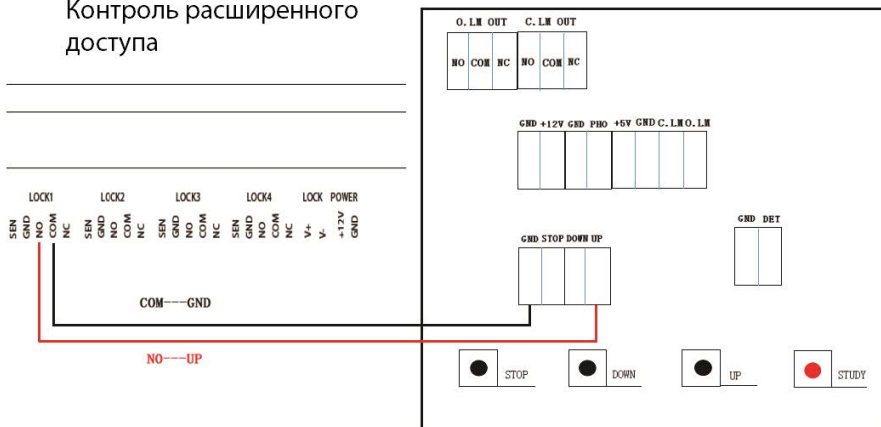 Контроль расширенного
доступа
O.LM OUT C.LM OUT
NO COM NC NO COM NC
GND +12V GND PHO +5V GND C.LM O.LM
LOCK1 LOCK2 LOCK3 LOCK4 LOCK POWER
SEN GND NO COM NC SEN GND NO COM NC SEN GND NO COM NC SEN GND NO COM NC V+ V- +12V GND
GND DET
GND STOP DOWN UP
COM---GND
NO---UP
STOP DOWN UP STUDY